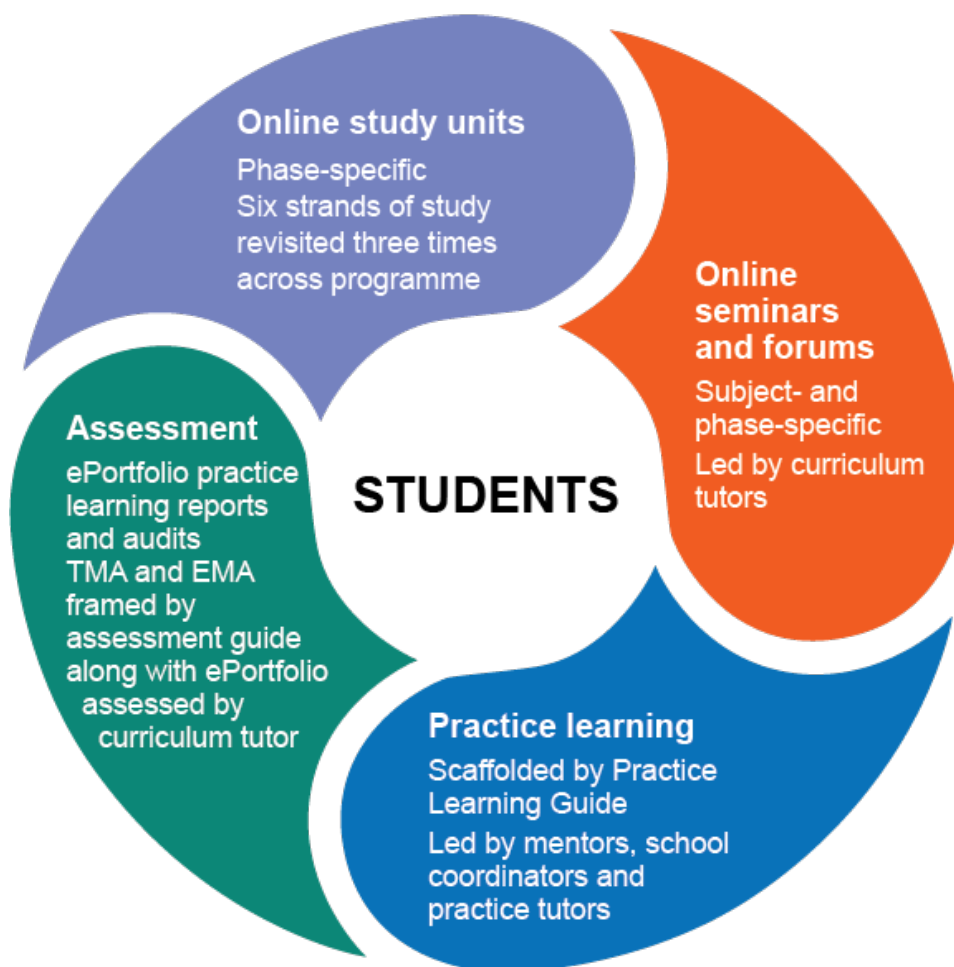 Online study units
Phase-specific
Six strands of study
revisited three times
across programme
Online
seminars
and forums
Subject- and
phase-specific
Led by curriculum
tutors
Assessment
ePortfolio practice
learning reports
and audits
TMA and EMA
framed by
assessment guide
along with ePortfolio
assessed by
curriculum tutor
STUDENTS
Practice learning
Scaffolded by Practice
Learning Guide
Led by mentors, school
coordinators and
practice tutors